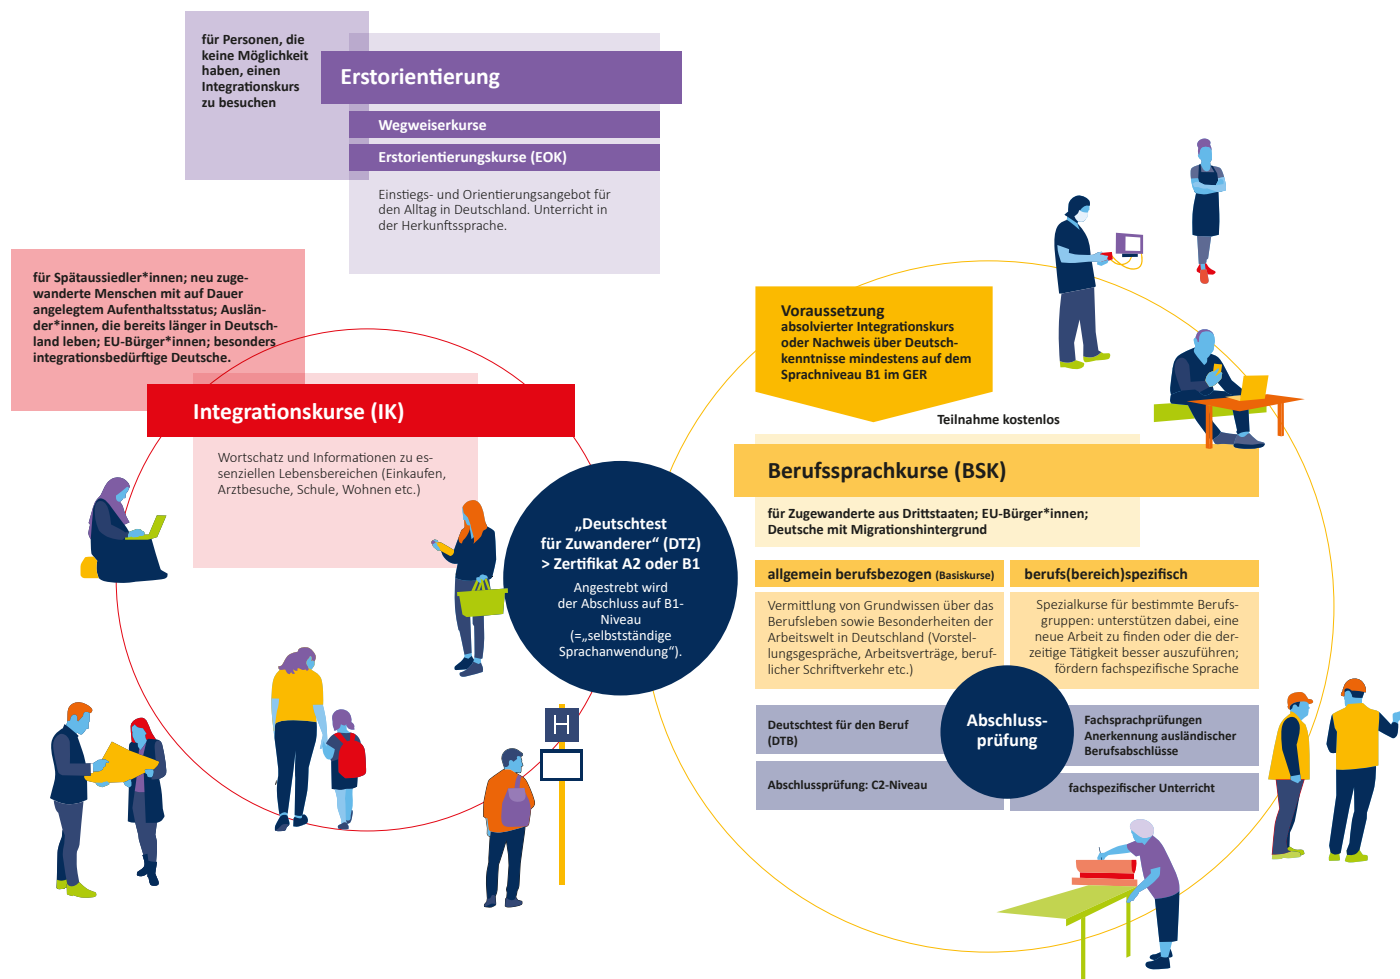 für Personen, die
keine Möglichkeit
haben, einen
Integrationskurs
zu besuchen
Erstorientierung
Wegweiserkurse
Erstorientierungskurse (EOK)
Einstiegs- und Orientierungsangebot für
den Alltag in Deutschland. Unterricht in
der Herkunftssprache.
für Spätaussiedler*innen; neu zuge-
wanderte Menschen mit auf Dauer
angelegtem Aufenthaltsstatus; Auslän-
der*innen, die bereits länger in Deutsch-
land leben; EU-Bürger*innen; besonders
integrationsbedürftige Deutsche.
Integrationskurse (IK)
Wortschatz und Informationen zu es-
senziellen Lebensbereichen (Einkaufen,
Arztbesuche, Schule, Wohnen etc.)
„Deutschtest
für Zuwanderer“ (DTZ)
> Zertifikat A2 oder B1
Angestrebt wird
der Abschluss auf B1-
Niveau
(=„selbstständige
Sprachanwendung“).
H
Voraussetzung
absolvierter Integrationskurs
oder Nachweis über Deutsch-
kenntnisse mindestens auf dem
Sprachniveau B1 im GER
Teilnahme kostenlos
Berufssprachkurse (BSK)
für Zugewanderte aus Drittstaaten; EU-Bürger*innen;
Deutsche mit Migrationshintergrund
allgemein berufsbezogen (Basiskurse)
Vermittlung von Grundwissen über das
Berufsleben sowie Besonderheiten der
Arbeitswelt in Deutschland (Vorstel-
lungsgespräche, Arbeitsverträge, beruf-
licher Schriftverkehr etc.)
berufs(bereich)spezifisch
Spezialkurse für bestimmte Berufs-
gruppen: unterstützen dabei, eine
neue Arbeit zu finden oder die der-
zeitige Tätigkeit besser auszuführen;
fördern fachspezifische Sprache
Abschluss-
prüfung
Deutschtest für den Beruf
(DTB)
Abschlussprüfung: C2-Niveau
Fachsprachprüfungen
Anerkennung ausländischer
Berufsabschlüsse
fachspezifischer Unterricht